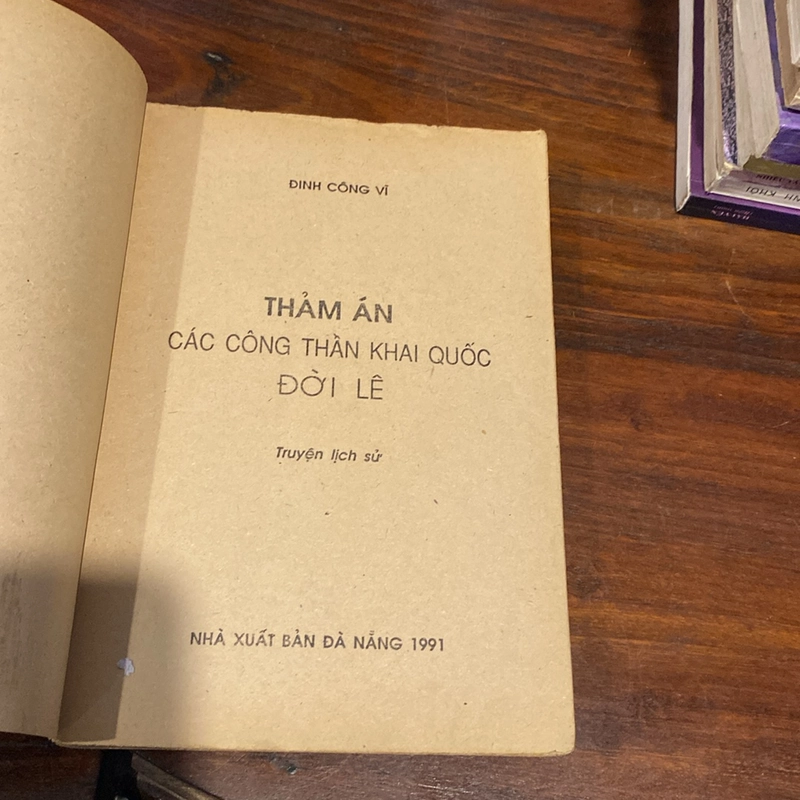 ĐINH CÔNG VĨ
THẢM ÁN
CÁC CÔNG THẦN KHAI QUỐC
ĐỜI LÊ
Truyện lịch sử
NHÀ XUẤT BẢN ĐÀ NẴNG 1991